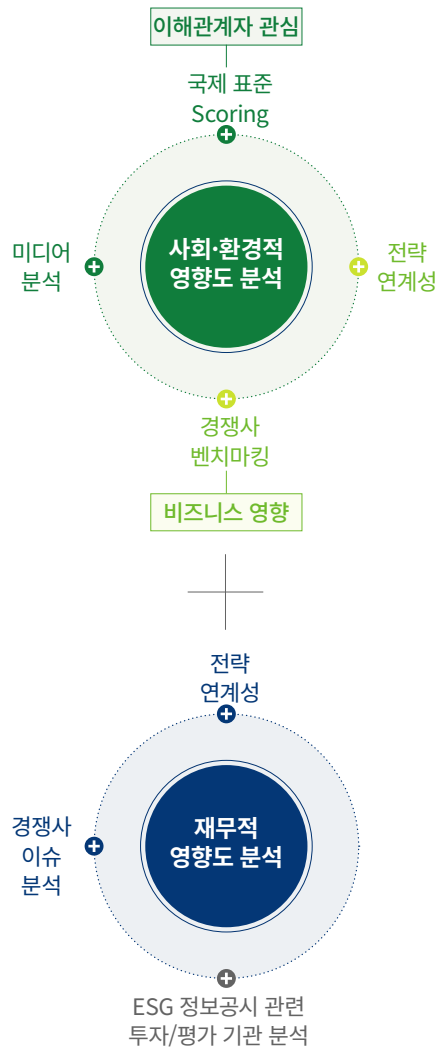 이해관계자 관심
국제 표준
Scoring
미디어
분석
사회·환경적
영향도 분석
전략
연계성
경쟁사
벤치마킹
비즈니스 영향
전략
연계성
경쟁사
이슈
분석
재무적
영향도 분석
ESG 정보공시 관련
투자/평가 기관 분석